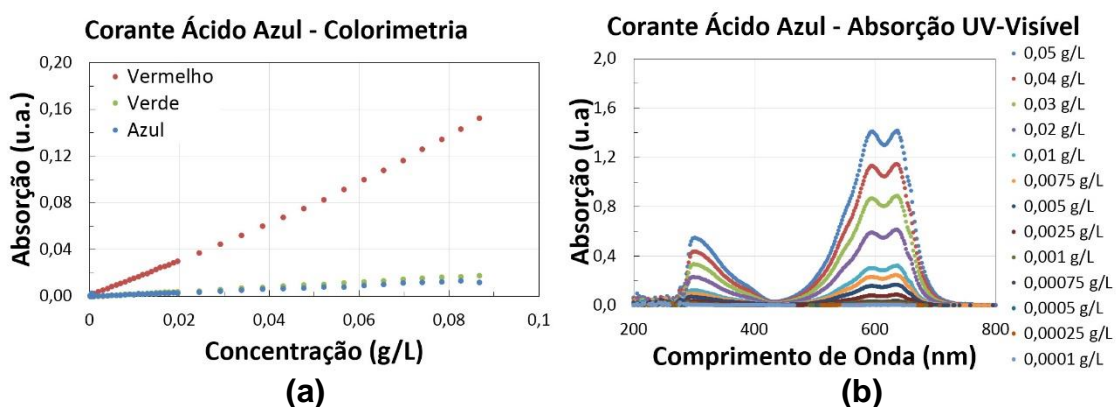 Corante Ácido Azul - Colorimetria
0,20
0,16
0,12
0,08
0,04
0,00
Absorção (u.a.)
Vermelho
Verde
Azul
0
0,02
0,04
0,06
0,08
0,1
Concentração (g/L)
(a)
Corante Ácido Azul - Absorção UV-Visível
2,0
1,6
1,2
0,8
0,4
0,0
Absorção (u.a)
200
400
600
800
Comprimento de Onda (nm)
0,05 g/L
0,04 g/L
0,03 g/L
0,02 g/L
0,01 g/L
0,0075 g/L
0,005 g/L
0,0025 g/L
0,001 g/L
0,00075 g/L
0,0005 g/L
0,00025 g/L
0,0001 g/L
(b)